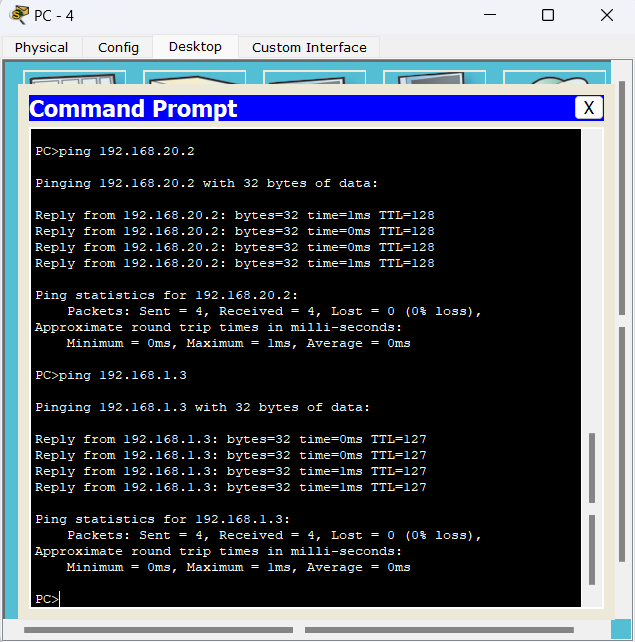 PC - 4
Physical Config Desktop Custom Interface
Command Prompt X
PC>ping 192.168.20.2
Pinging 192.168.20.2 with 32 bytes of data:
Reply from 192.168.20.2: bytes=32 time=1ms TTL=128
Reply from 192.168.20.2: bytes=32 time=0ms TTL=128
Reply from 192.168.20.2: bytes=32 time=0ms TTL=128
Reply from 192.168.20.2: bytes=32 time=1ms TTL=128
Ping statistics for 192.168.20.2:
Packets: Sent = 4, Received = 4, Lost = 0 (0% loss),
Approximate round trip times in milli-seconds:
Minimum = 0ms, Maximum = 1ms, Average = 0ms
PC>ping 192.168.1.3
Pinging 192.168.1.3 with 32 bytes of data:
Reply from 192.168.1.3: bytes=32 time=0ms TTL=127
Reply from 192.168.1.3: bytes=32 time=0ms TTL=127
Reply from 192.168.1.3: bytes=32 time=1ms TTL=127
Reply from 192.168.1.3: bytes=32 time=1ms TTL=127
Ping statistics for 192.168.1.3:
Packets: Sent = 4, Received = 4, Lost = 0 (0% loss),
Approximate round trip times in milli-seconds:
Minimum = 0ms, Maximum = 1ms, Average = 0ms
PC>